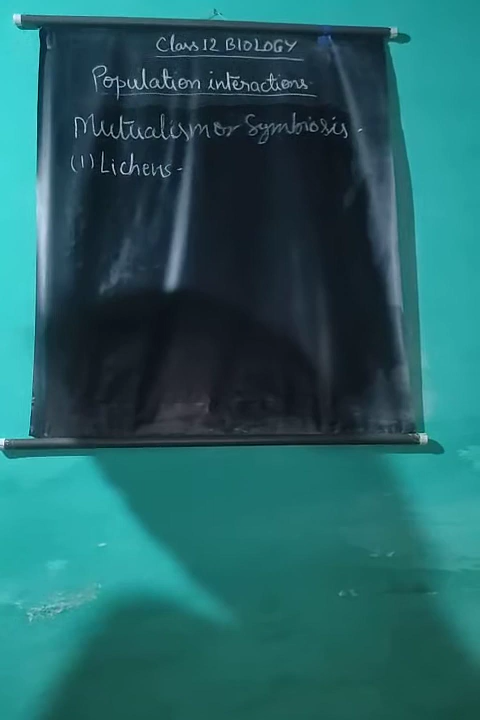 Class 12 BIOLOGY
Population interactions
Mutualism or Symbiosis.
(1) Lichens-